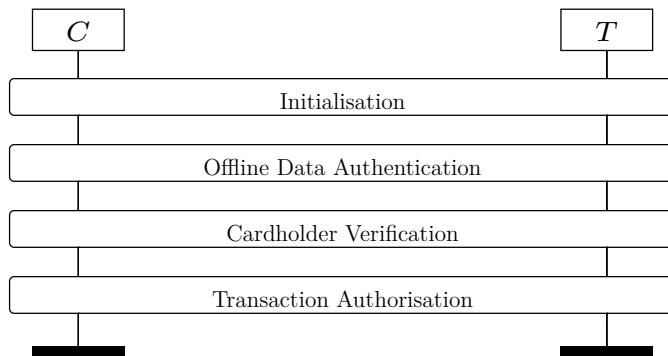 C T
Initialisation
Offline Data Authentication
Cardholder Verification
Transaction Authorisation